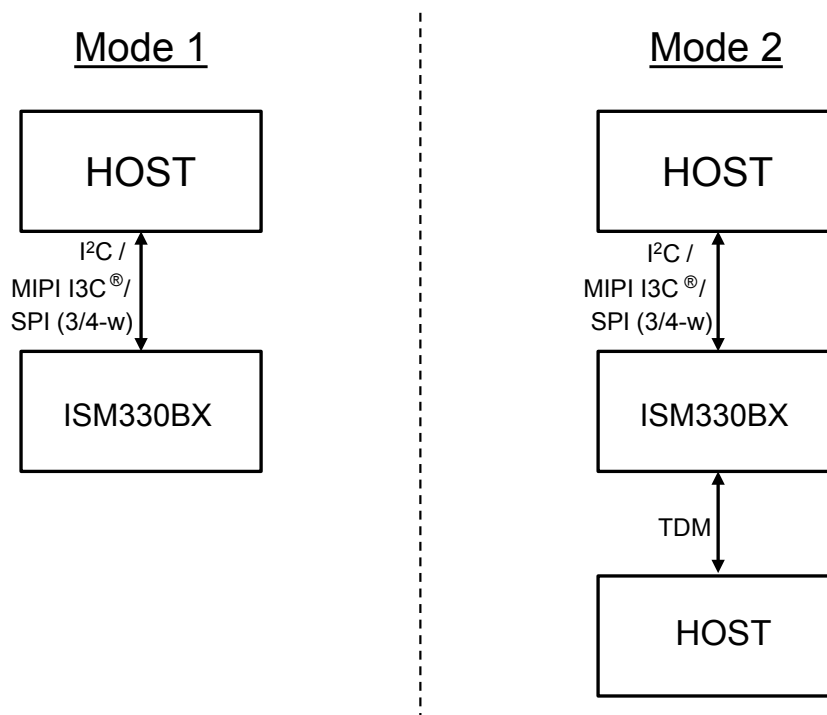 Mode 1
HOST
I²C /
MIPI I3C®/
SPI (3/4-w)
ISM330BX
Mode 2
HOST
I²C /
MIPI I3C®/
SPI (3/4-w)
ISM330BX
TDM
HOST